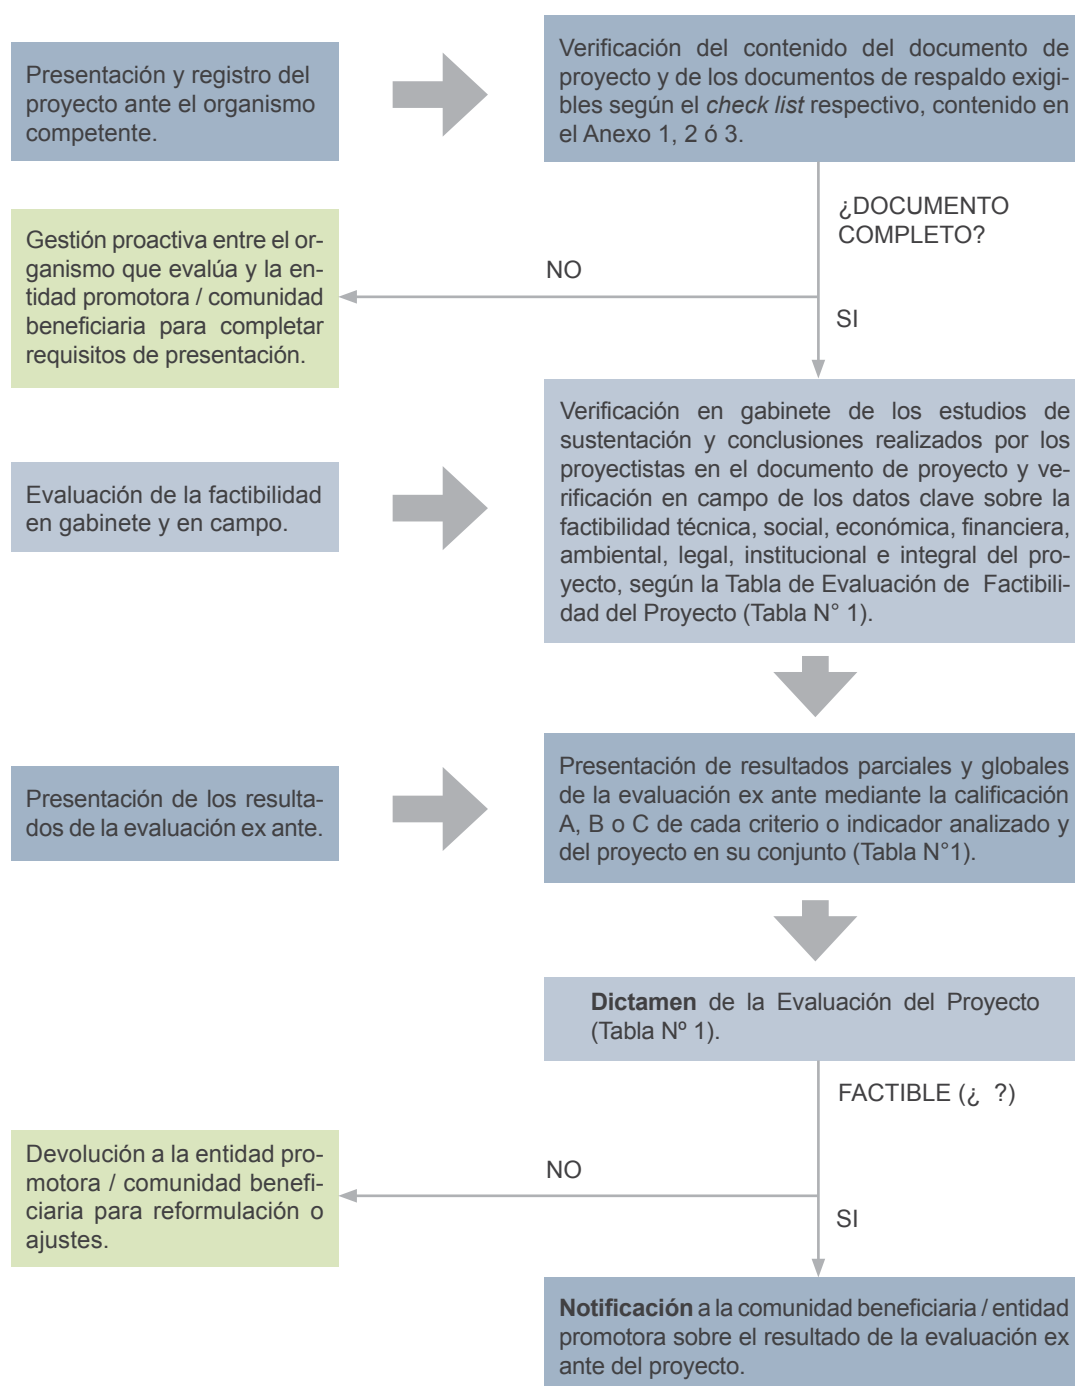 Presentación y registro del
proyecto ante el organismo
competente.
Verificación del contenido del documento de
proyecto y de los documentos de respaldo exigi-
bles según el check list respectivo, contenido en
el Anexo 1, 2 ó 3.
¿DOCUMENTO
COMPLETO?
NO
SI
Gestión proactiva entre el or-
ganismo que evalúa y la en-
tidad promotora / comunidad
beneficiaria para completar
requisitos de presentación.
Evaluación de la factibilidad
en gabinete y en campo.
Verificación en gabinete de los estudios de
sustentación y conclusiones realizados por los
proyectistas en el documento de proyecto y ve-
rificación en campo de los datos clave sobre la
factibilidad técnica, social, económica, financiera,
ambiental, legal, institucional e integral del pro-
yecto, según la Tabla de Evaluación de Factibili-
dad del Proyecto (Tabla N° 1).
Presentación de los resulta-
dos de la evaluación ex ante.
Presentación de resultados parciales y globales
de la evaluación ex ante mediante la calificación
A, B o C de cada criterio o indicador analizado y
del proyecto en su conjunto (Tabla N°1).
Dictamen de la Evaluación del Proyecto
(Tabla Nº 1).
FACTIBLE (¿ ?)
NO
SI
Devolución a la entidad pro-
motora / comunidad benefi-
ciaria para reformulación o
ajustes.
Notificación a la comunidad beneficiaria / entidad
promotora sobre el resultado de la evaluación ex
ante del proyecto.